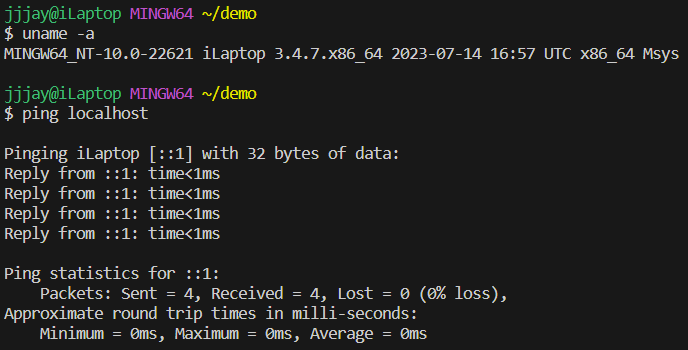 jjjay@iLaptop MINGW64 ~/demo
$ uname -a
MINGW64_NT-10.0-22621 iLaptop 3.4.7.x86_64 2023-07-14 16:57 UTC x86_64 Msys

jjjay@iLaptop MINGW64 ~/demo
$ ping localhost

Pinging iLaptop [::1] with 32 bytes of data:
Reply from ::1: time<1ms
Reply from ::1: time<1ms
Reply from ::1: time<1ms
Reply from ::1: time<1ms

Ping statistics for ::1:
    Packets: Sent = 4, Received = 4, Lost = 0 (0% loss),
Approximate round trip times in milli-seconds:
    Minimum = 0ms, Maximum = 0ms, Average = 0ms